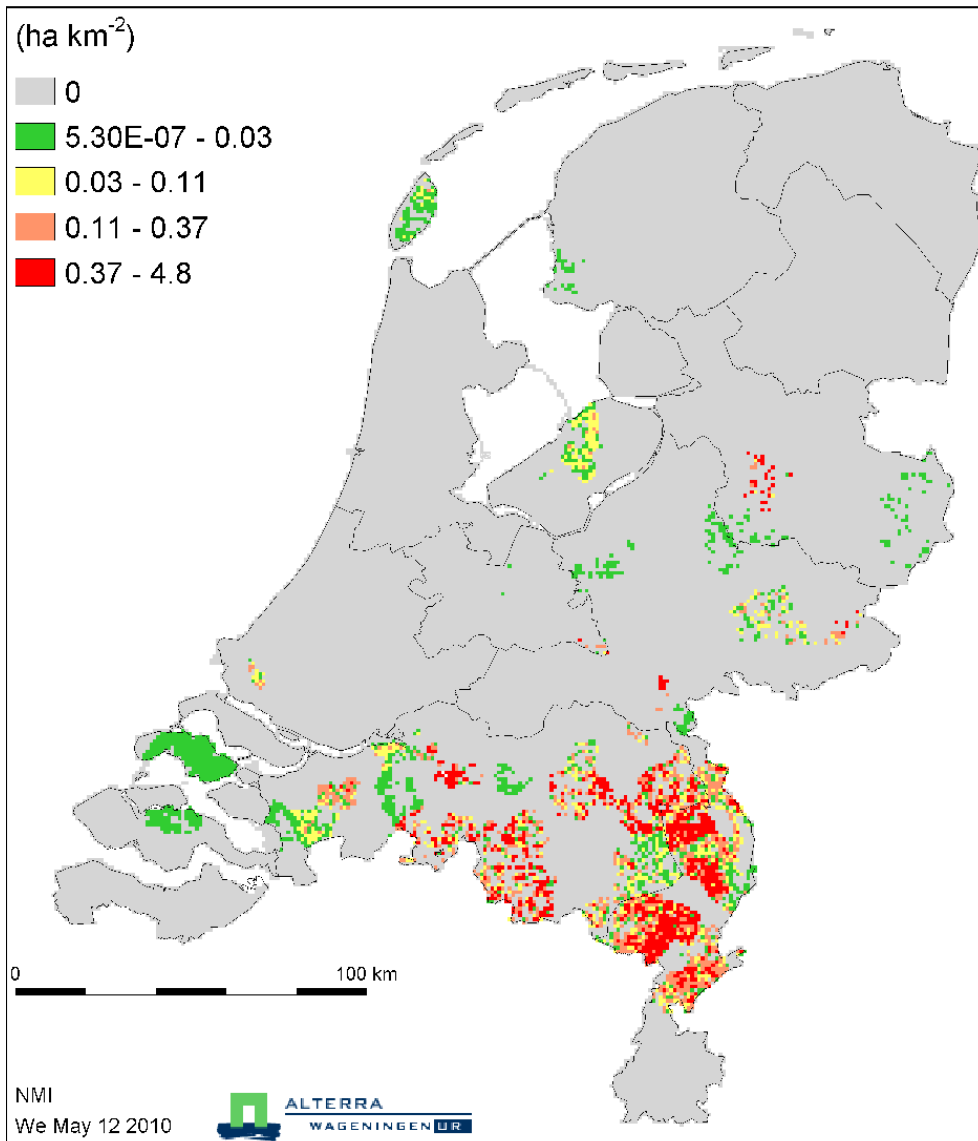 (ha km-2)
0
5.30E-07 - 0.03
0.03 - 0.11
0.11 - 0.37
0.37 - 4.8
0 100 km
NMI
We May 12 2010
ALTERRA
WAGENINGEN UR